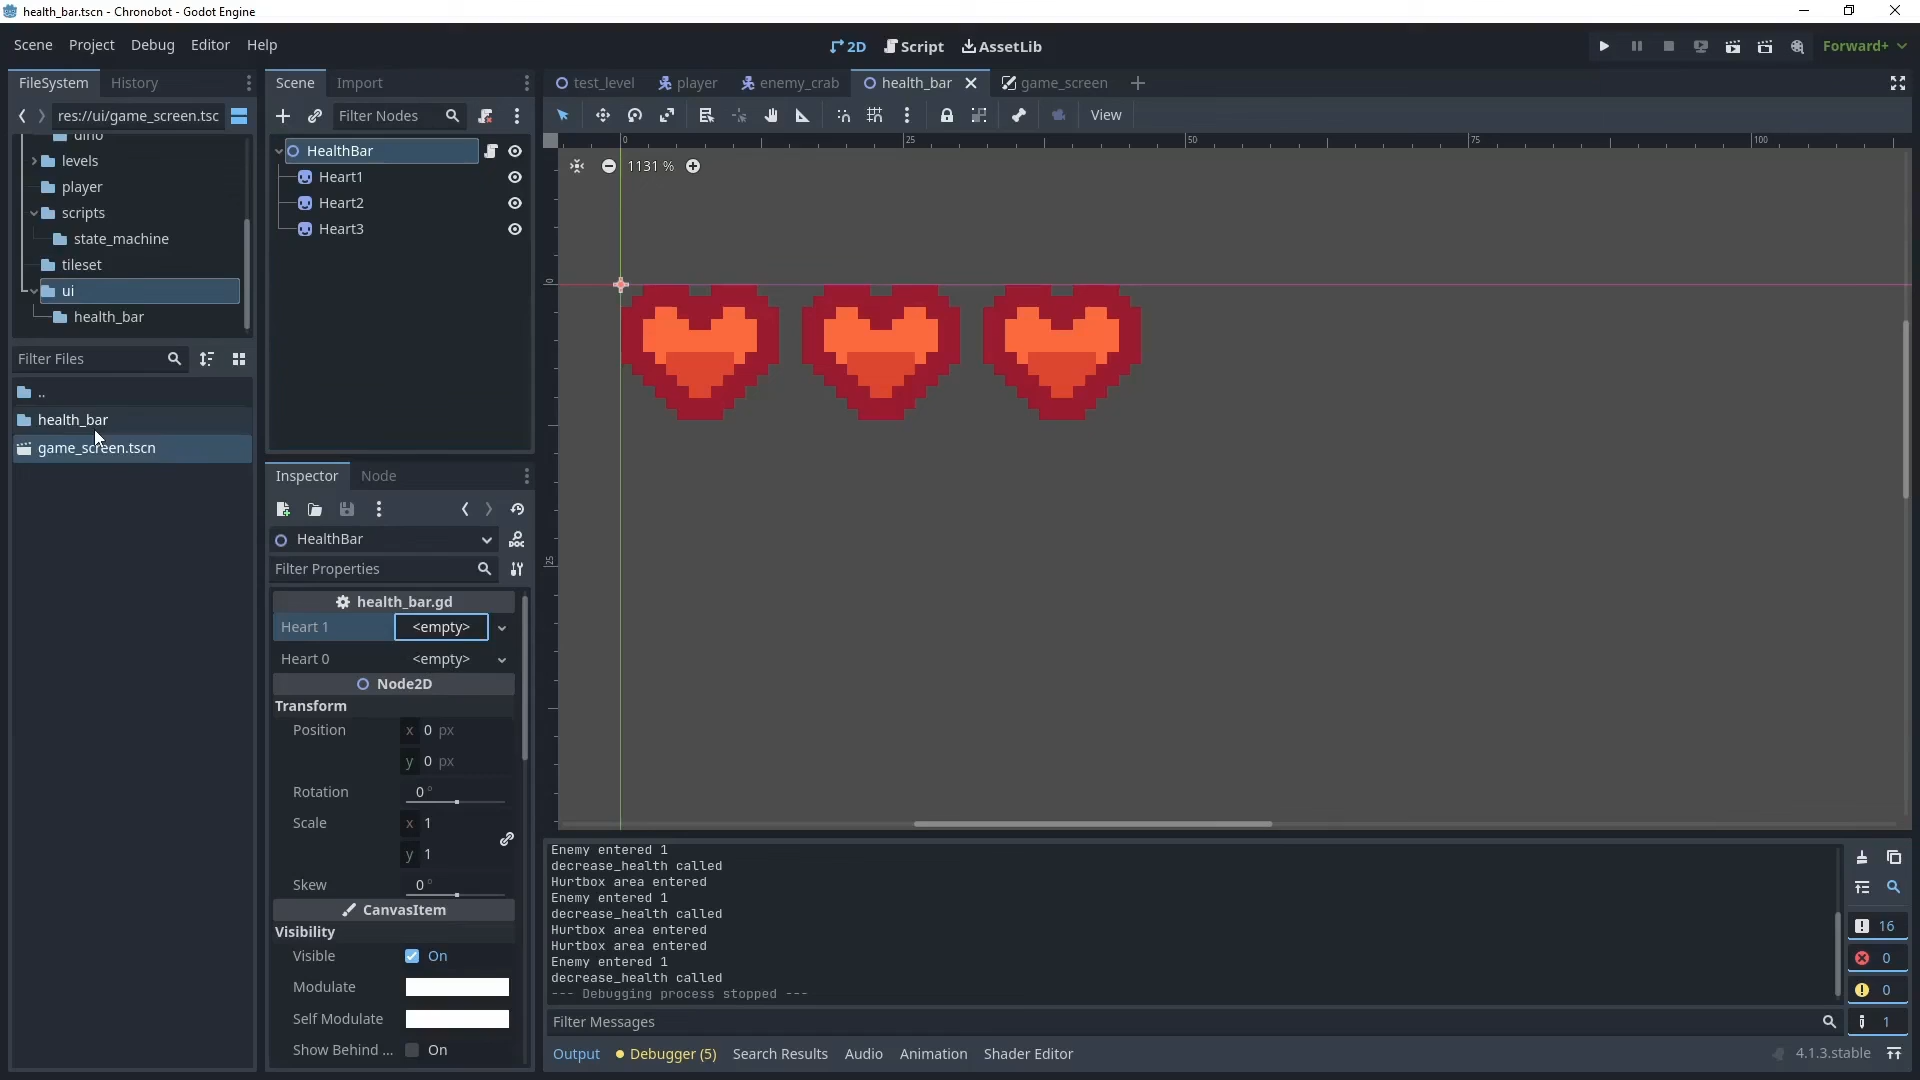 health_bar.tscn - Chronobot - Godot Engine
Scene Project Debug Editor Help
2D Script AssetLib
Forward+
FileSystem History
res://ui/game_screen.tsc
dino
levels
player
scripts
state_machine
tileset
ui
health_bar
Filter Files
..
health_bar
game_screen.tscn
Scene Import
Filter Nodes
HealthBar
Heart1
Heart2
Heart3
Inspector Node
HealthBar
Filter Properties
health_bar.gd
Heart 1 <empty>
Heart 0 <empty>
Node2D
Transform
Position x 0 px
y 0 px
Rotation 0 °
Scale x 1
y 1
Skew 0 °
CanvasItem
Visibility
Visible On
Modulate
Self Modulate
Show Behind ... On
test_level player enemy_crab health_bar game_screen
View
0 25 50 75 100
1131 %
0
25
Enemy entered 1
decrease_health called
Hurtbox area entered
Enemy entered 1
decrease_health called
Hurtbox area entered
Hurtbox area entered
Enemy entered 1
decrease_health called
--- Debugging process stopped ---
Filter Messages
16
0
0
1
Output Debugger (5) Search Results Audio Animation Shader Editor
4.1.3.stable